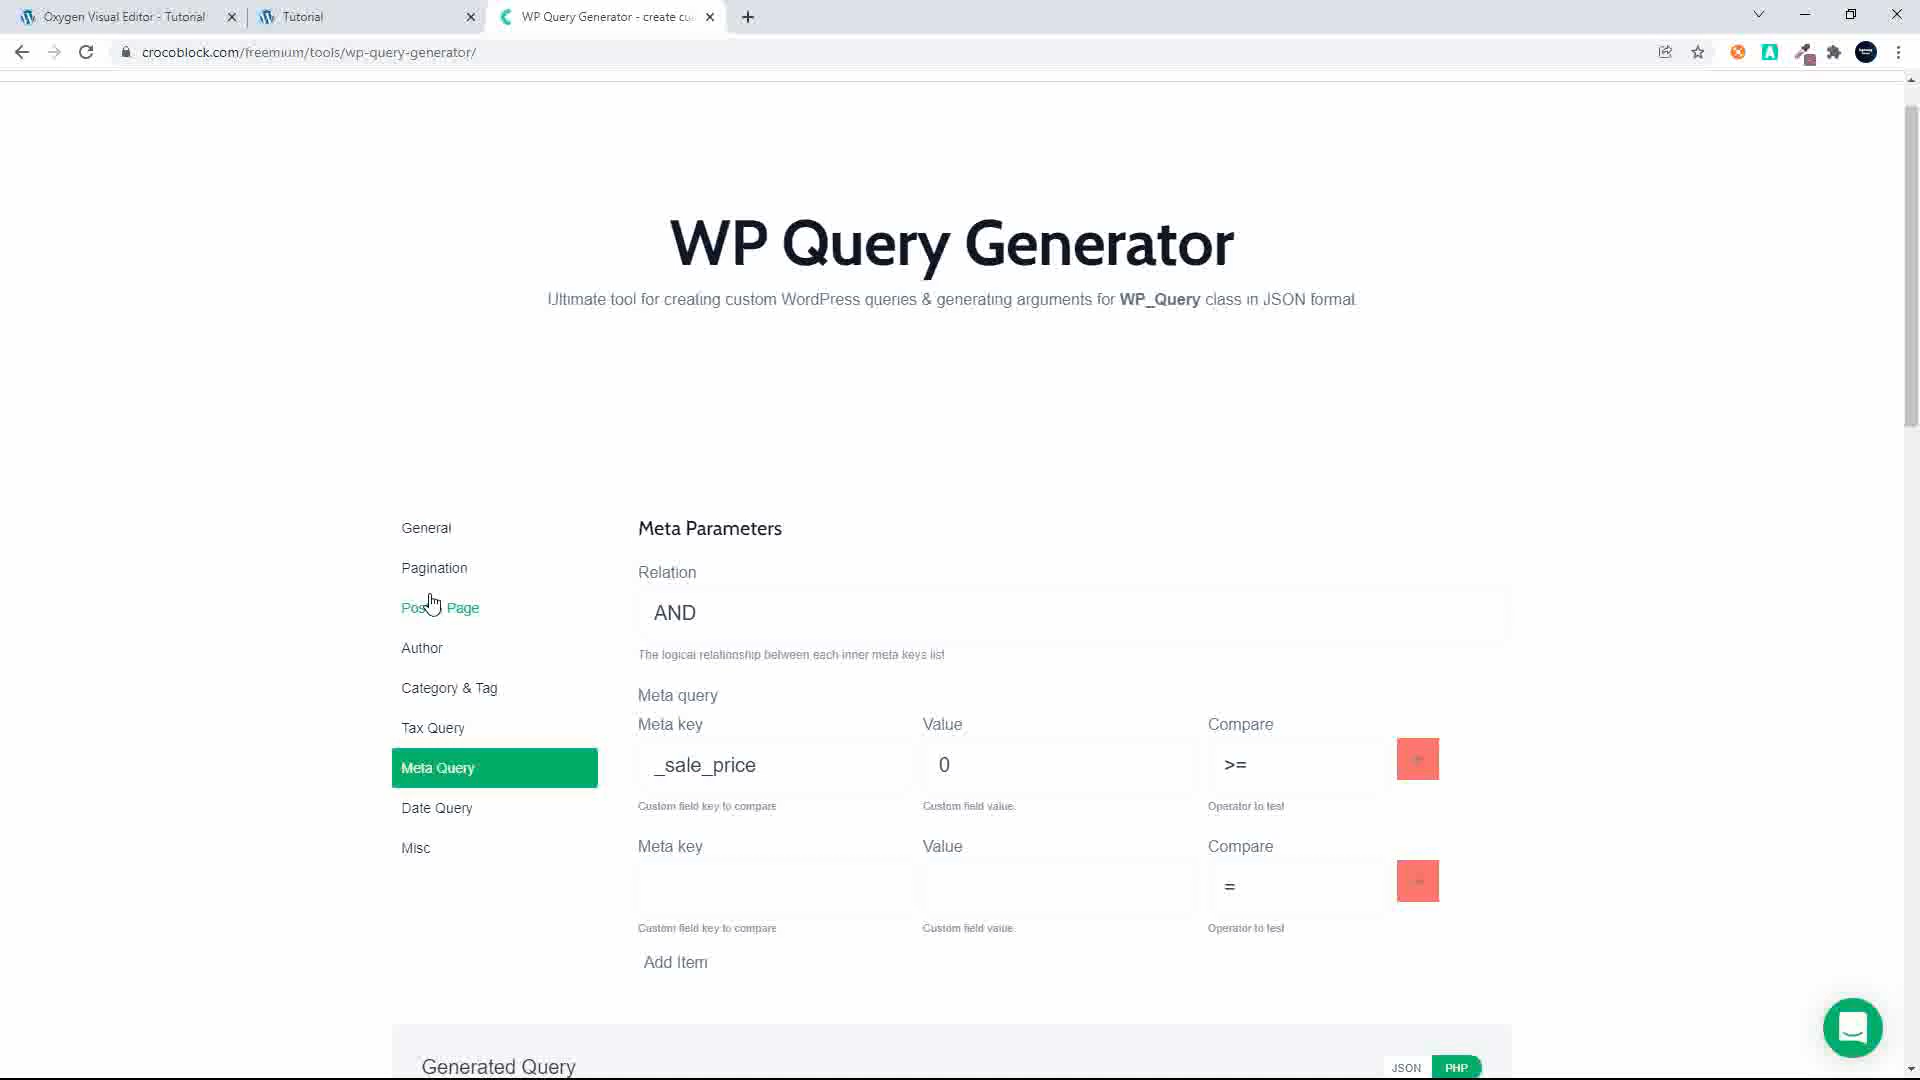 Oxygen Visual Editor - Tutorial
Tutorial
WP Query Generator - create cu
crocoblock.com/freemium/tools/wp-query-generator/
WP Query Generator
Ultimate tool for creating custom WordPress queries & generating arguments for WP_Query class in JSON format
General
Pagination
Page
Author
Category & Tag
Tax Query
Meta Query
Date Query
Misc
Meta Parameters
Relation
AND
The logical relationship between each inner meta keys list
Meta query
Meta key Value Compare
_sale_price 0 >=
Custom field key to compare Custom field value. Operator to test
Meta key Value Compare
=
Custom field key to compare Custom field value. Operator to test
Add Item
Generated Query
JSON PHP